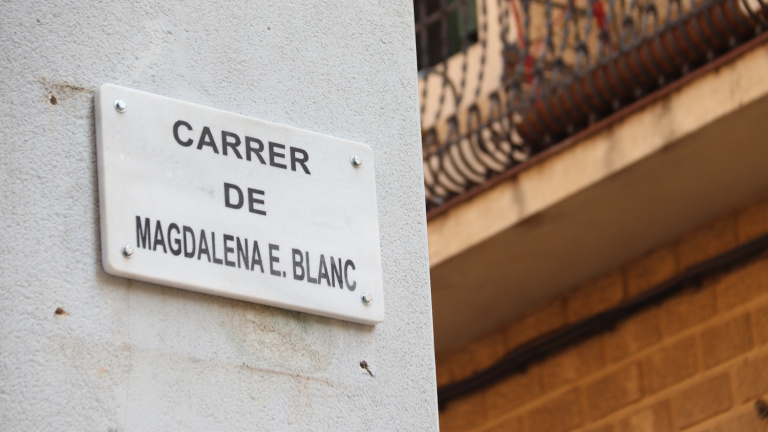 CARRER
DE
MAGDALENA E. BLANC